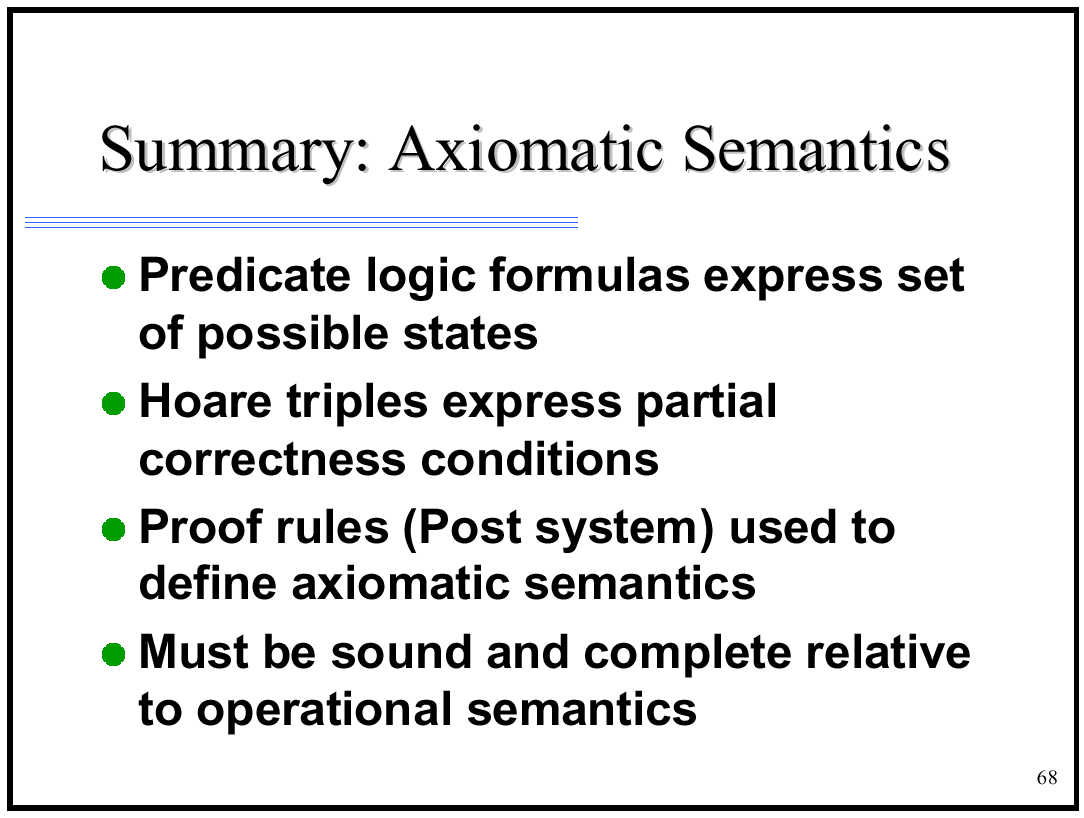 Summary: Axiomatic Semantics
Predicate logic formulas express set
of possible states
Hoare triples express partial
correctness conditions
Proof rules (Post system) used to
define axiomatic semantics
Must be sound and complete relative
to operational semantics
68